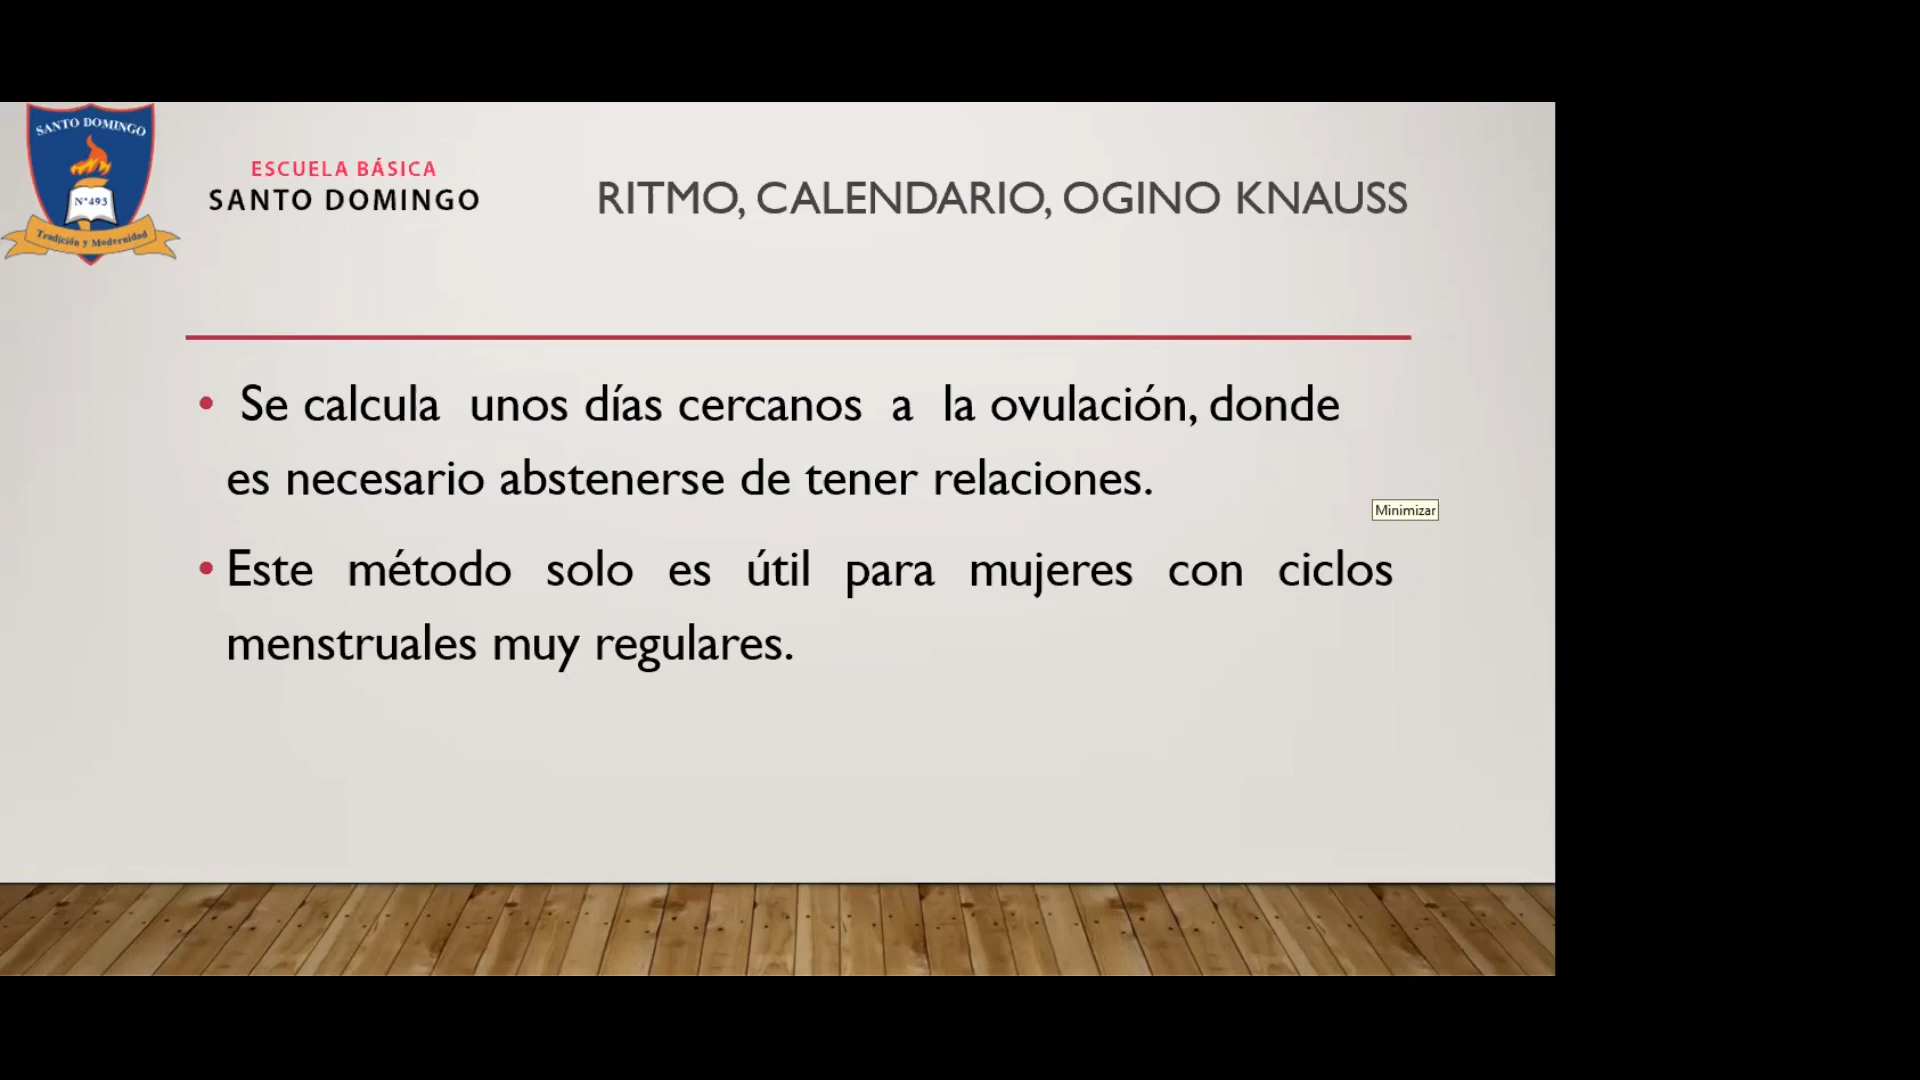 SANTO DOMINGO
N°493
Tradición y Modernidad
ESCUELA BÁSICA
SANTO DOMINGO
RITMO, CALENDARIO, OGINO KNAUSS
• Se calcula unos días cercanos a la ovulación, donde
es necesario abstenerse de tener relaciones.
Minimizar
• Este método solo es útil para mujeres con ciclos
menstruales muy regulares.